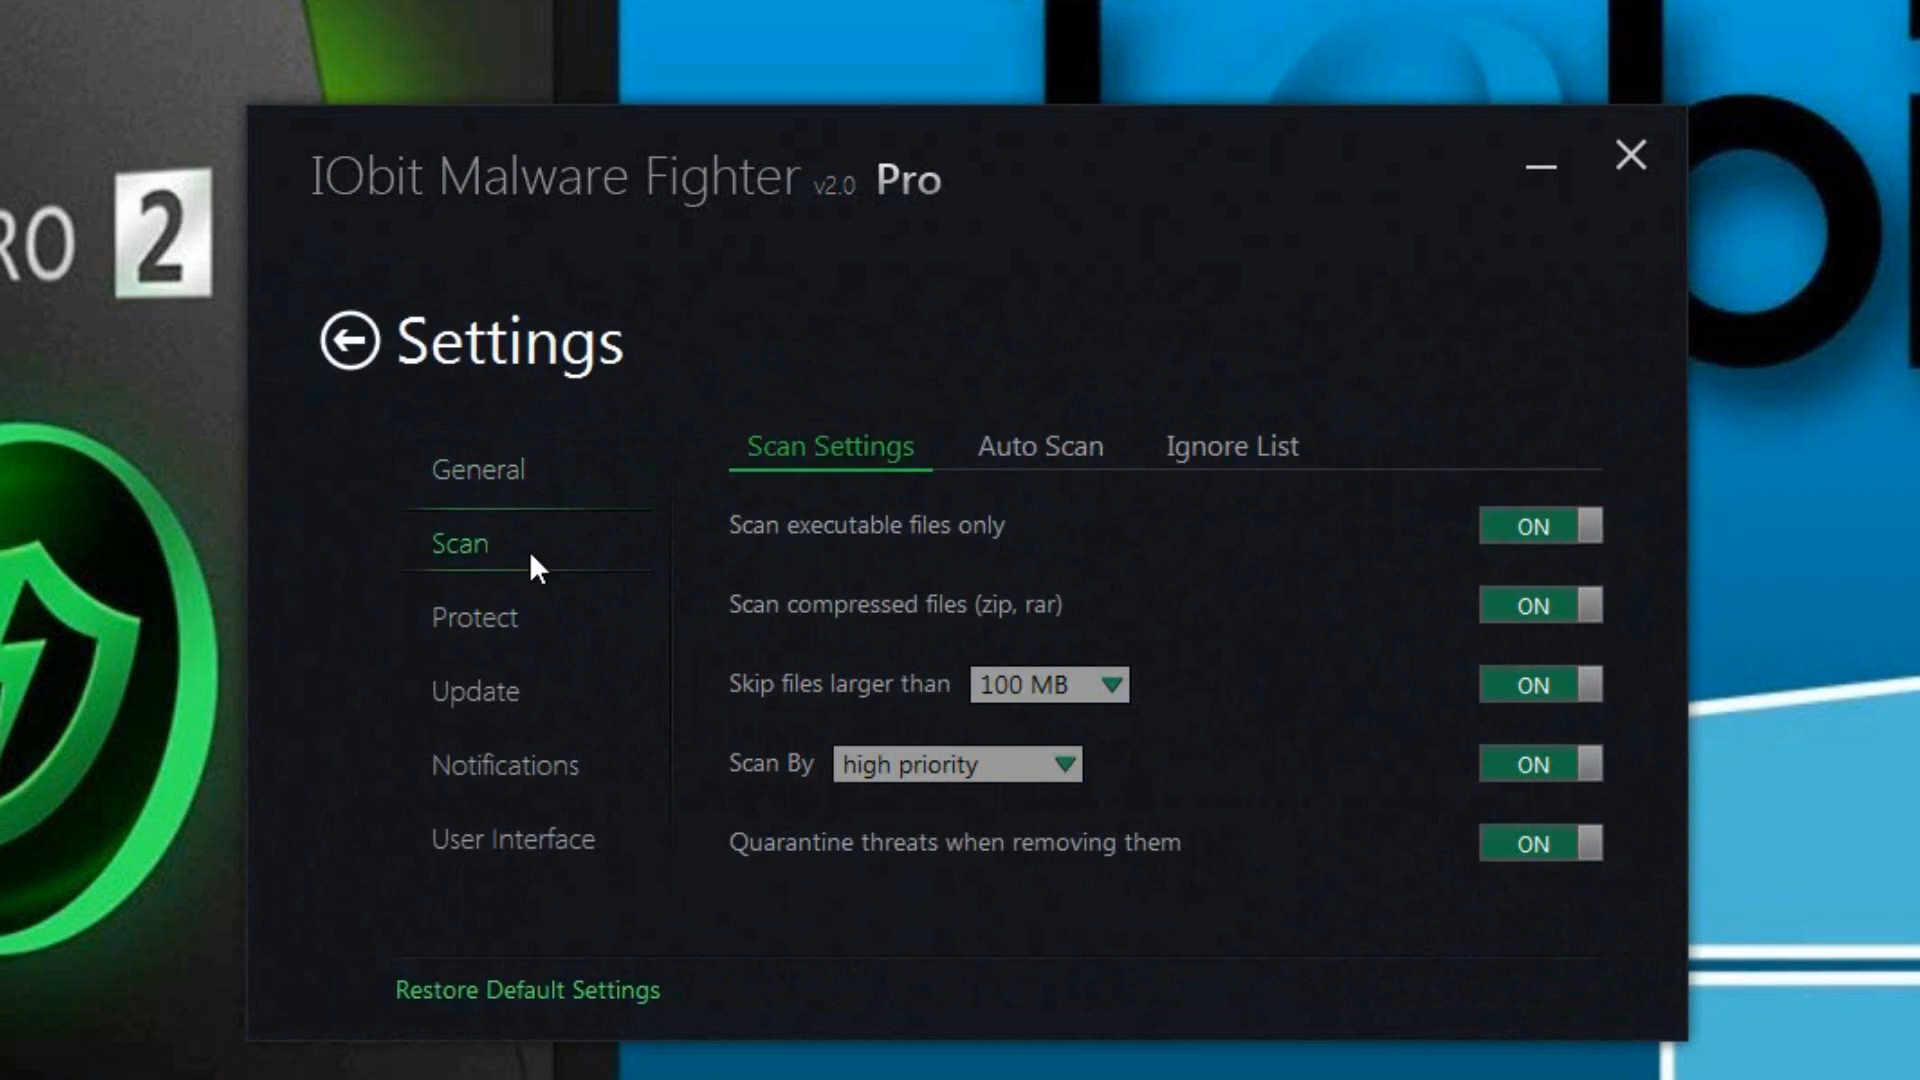 IObit Malware Fighter v2.0 Pro
RO 2
Settings
General
Scan
Protect
Update
Notifications
User Interface
Scan Settings Auto Scan Ignore List
Scan executable files only ON
Scan compressed files (zip, rar) ON
Skip files larger than 100 MB ON
Scan By high priority ON
Quarantine threats when removing them ON
Restore Default Settings